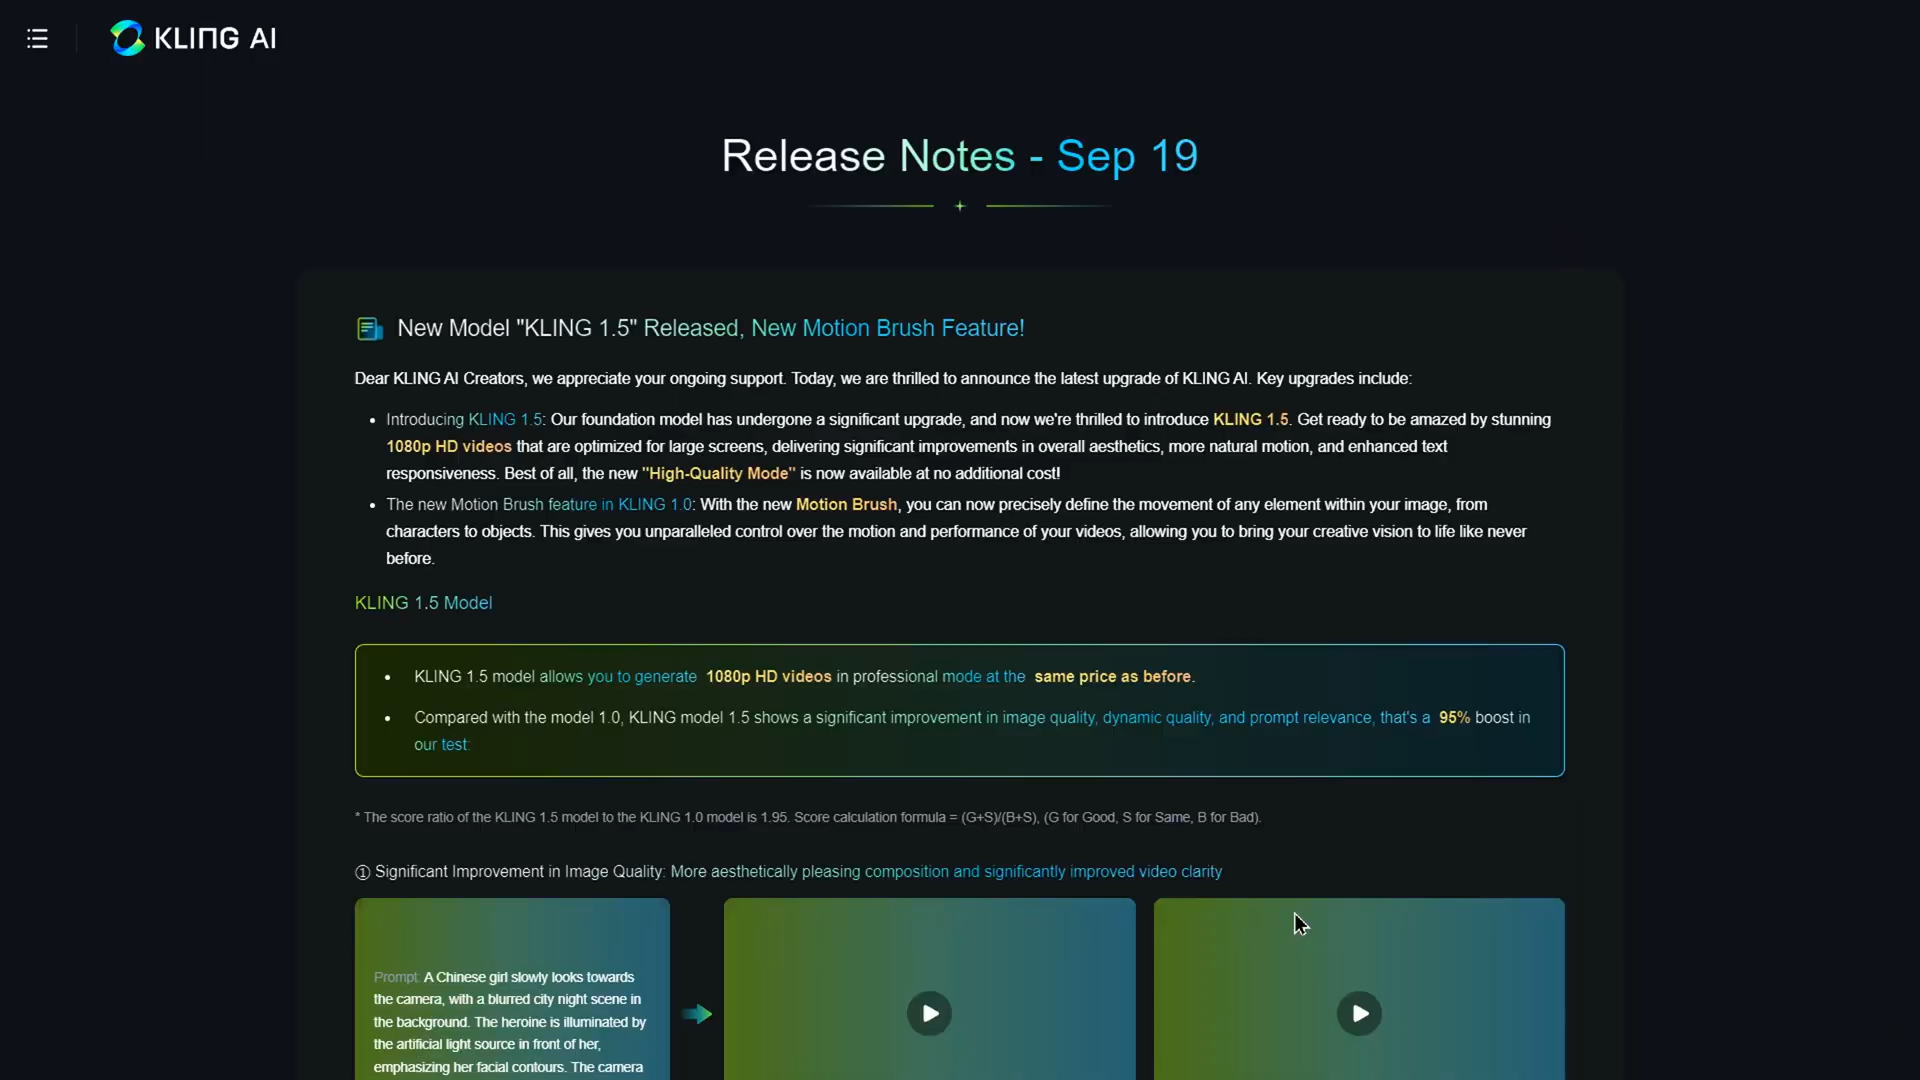 KLING AI
Release Notes - Sep 19
New Model "KLING 1.5" Released, New Motion Brush Feature!
Dear KLING AI Creators, we appreciate your ongoing support. Today, we are thrilled to announce the latest upgrade of KLING AI. Key upgrades include:
• Introducing KLING 1.5: Our foundation model has undergone a significant upgrade, and now we're thrilled to introduce KLING 1.5. Get ready to be amazed by stunning
1080p HD videos that are optimized for large screens, delivering significant improvements in overall aesthetics, more natural motion, and enhanced text
responsiveness. Best of all, the new "High-Quality Mode" is now available at no additional cost!
• The new Motion Brush feature in KLING 1.0: With the new Motion Brush, you can now precisely define the movement of any element within your image, from
characters to objects. This gives you unparalleled control over the motion and performance of your videos, allowing you to bring your creative vision to life like never
before.
KLING 1.5 Model
• KLING 1.5 model allows you to generate 1080p HD videos in professional mode at the same price as before.
• Compared with the model 1.0, KLING model 1.5 shows a significant improvement in image quality, dynamic quality, and prompt relevance, that's a 95% boost in
our test:
* The score ratio of the KLING 1.5 model to the KLING 1.0 model is 1.95. Score calculation formula = (G+S)/(B+S), (G for Good, S for Same, B for Bad).
① Significant Improvement in Image Quality: More aesthetically pleasing composition and significantly improved video clarity
Prompt: A Chinese girl slowly looks towards
the camera, with a blurred city night scene in
the background. The heroine is illuminated by
the artificial light source in front of her,
emphasizing her facial contours. The camera